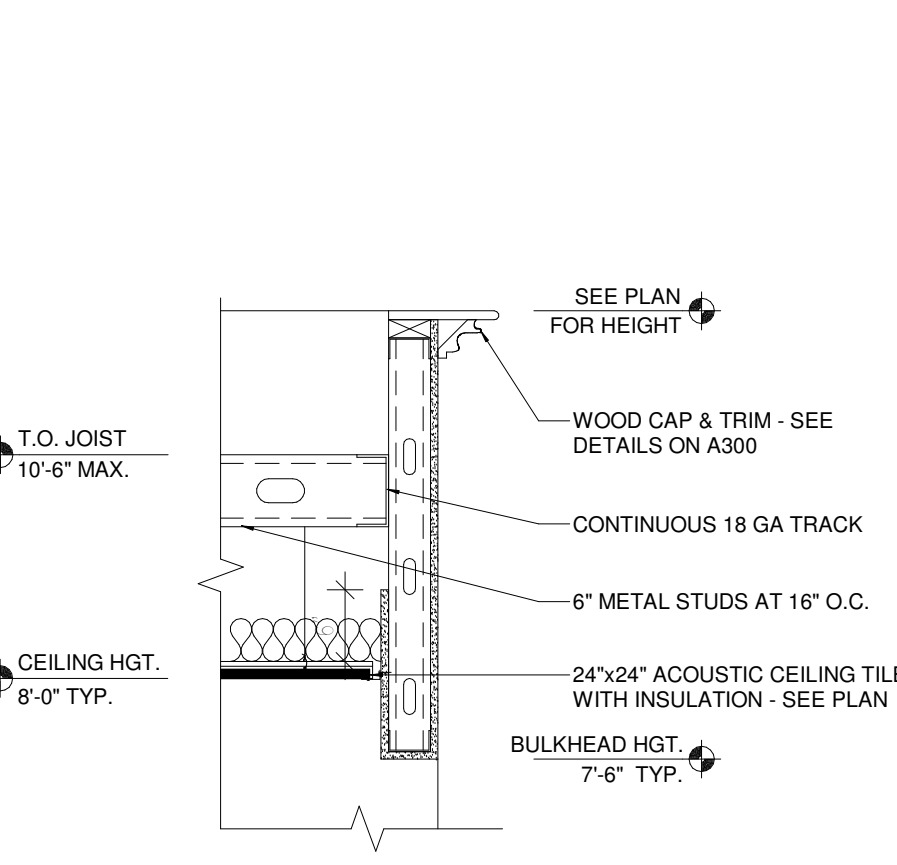 SEE PLAN
FOR HEIGHT
WOOD CAP & TRIM - SEE
DETAILS ON A300
T.O. JOIST
10'-6" MAX.
CONTINUOUS 18 GA TRACK
6" METAL STUDS AT 16" O.C.
CEILING HGT.
8'-0" TYP.
24"x24" ACOUSTIC CEILING TILE
WITH INSULATION - SEE PLAN
BULKHEAD HGT.
7'-6" TYP.